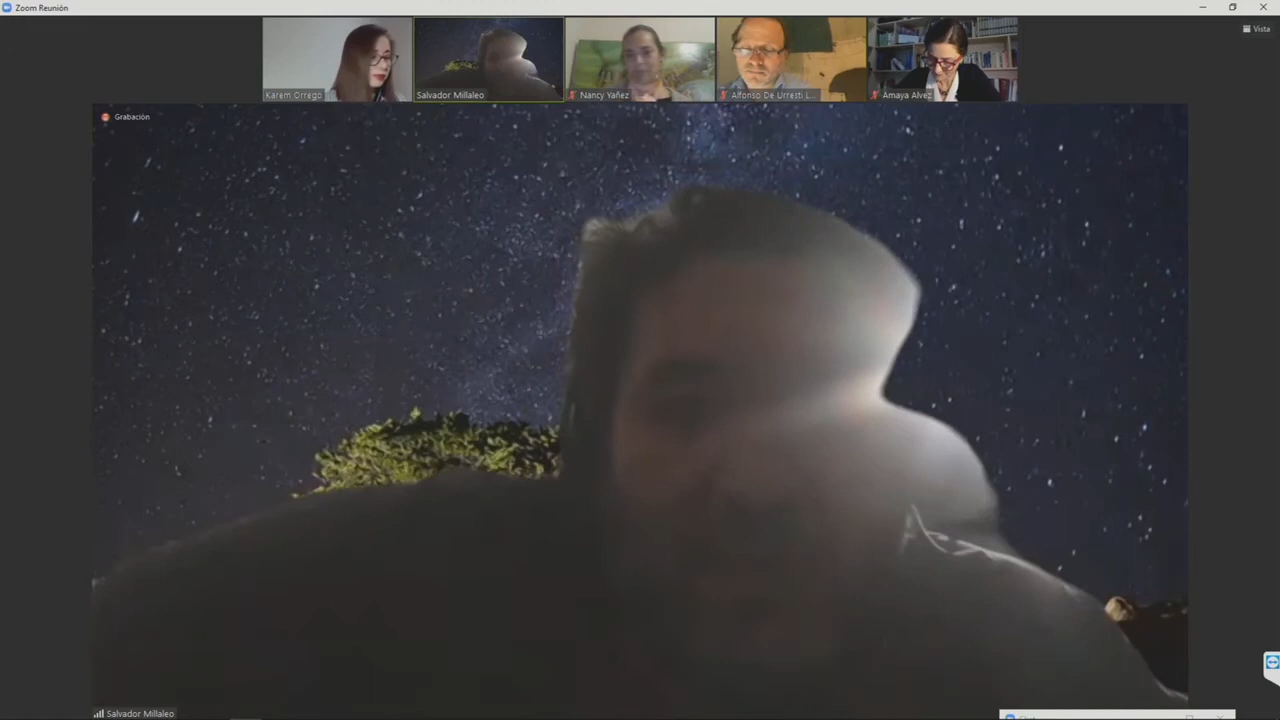 Zoom Reunión
Vista
Karem Orrego
Salvador Millaleo
Nancy Yañez
Alfonso De Urresti L...
Amaya Alvez
Grabación
Salvador Millaleo